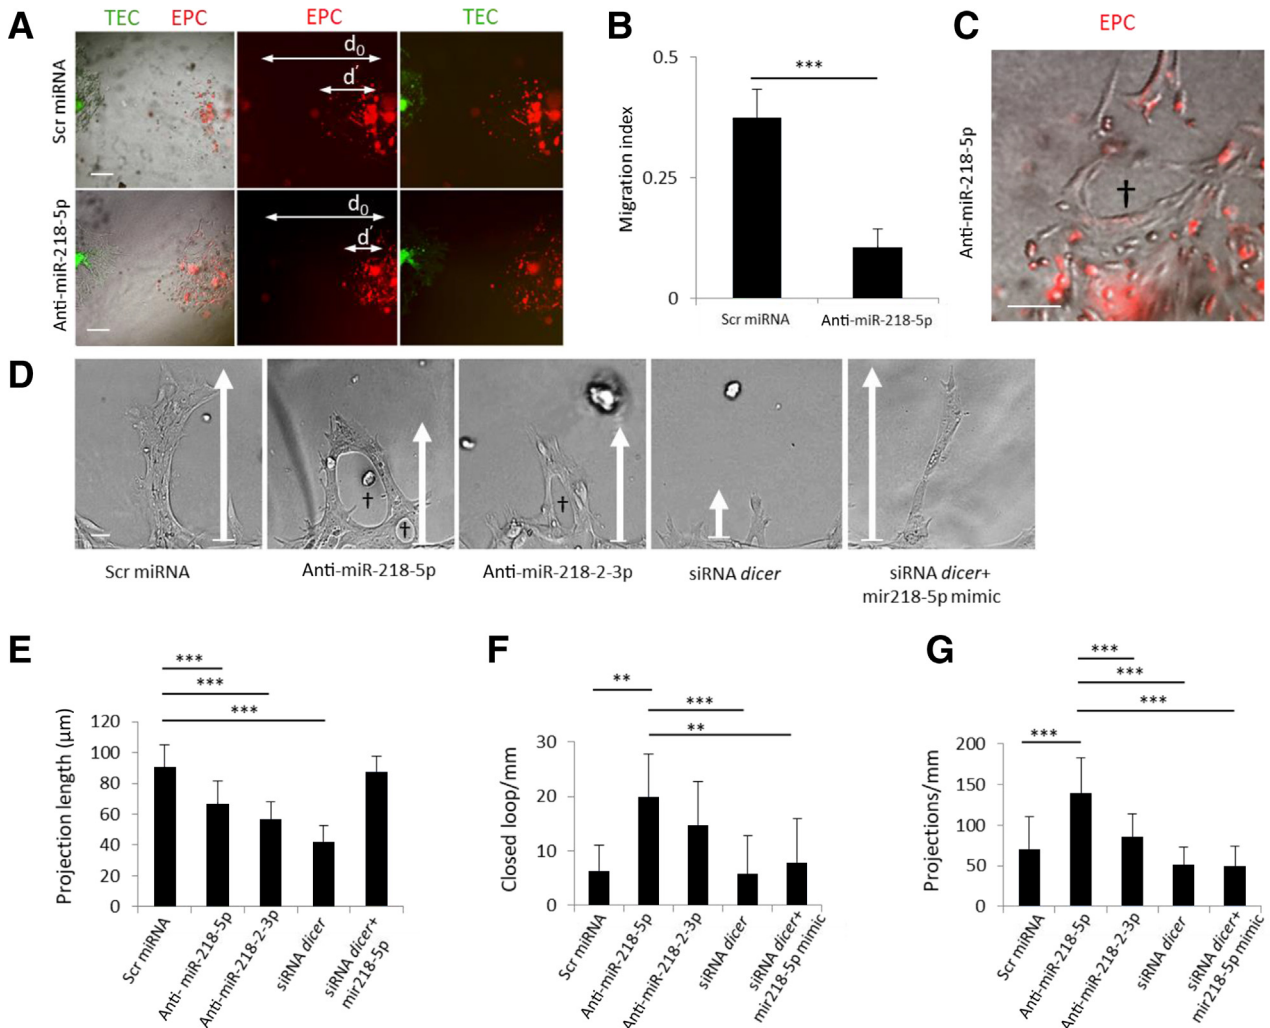 A
TEC EPC
EPC
TEC
Scr miRNA
d0
d′
Anti-miR-218-5p
d0
d′
B
0.5
0.25
0
Migration index
***
Scr miRNA
Anti-miR-218-5p
C
EPC
Anti-miR-218-5p
†
D
†
†
†
Scr miRNA
Anti-miR-218-5p
Anti-miR-218-2-3p
siRNA dicer
siRNA dicer+
mir218-5p mimic
E
***
***
***
Projection length (µm)
120
100
80
60
40
20
0
Scr miRNA
Anti- miR-218-5p
Anti-miR-218-2-3p
siRNA dicer
siRNA dicer+
mir218-5p
F
**
***
**
Closed loop/mm
30
20
10
0
Scr miRNA
Anti-miR-218-5p
Anti-miR-218-2-3p
siRNA dicer
siRNA dicer+
mir218-5p mimic
G
***
***
***
***
Projections/mm
200
150
100
50
0
Scr miRNA
Anti-miR-218-5p
Anti-miR-218-2-3p
siRNA dicer
siRNA dicer+
mir218-5p mimic